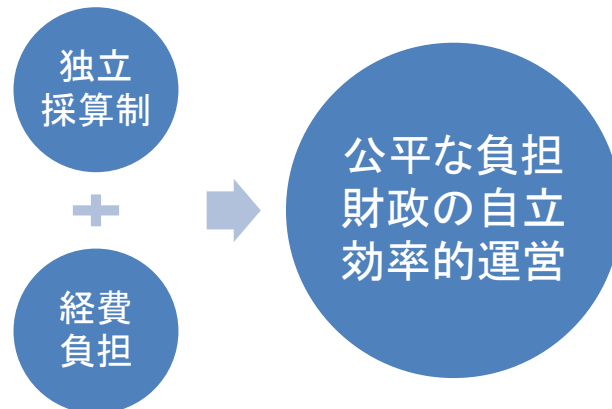 独立
採算制
経費
負担
公平な負担
財政の自立
効率的運営